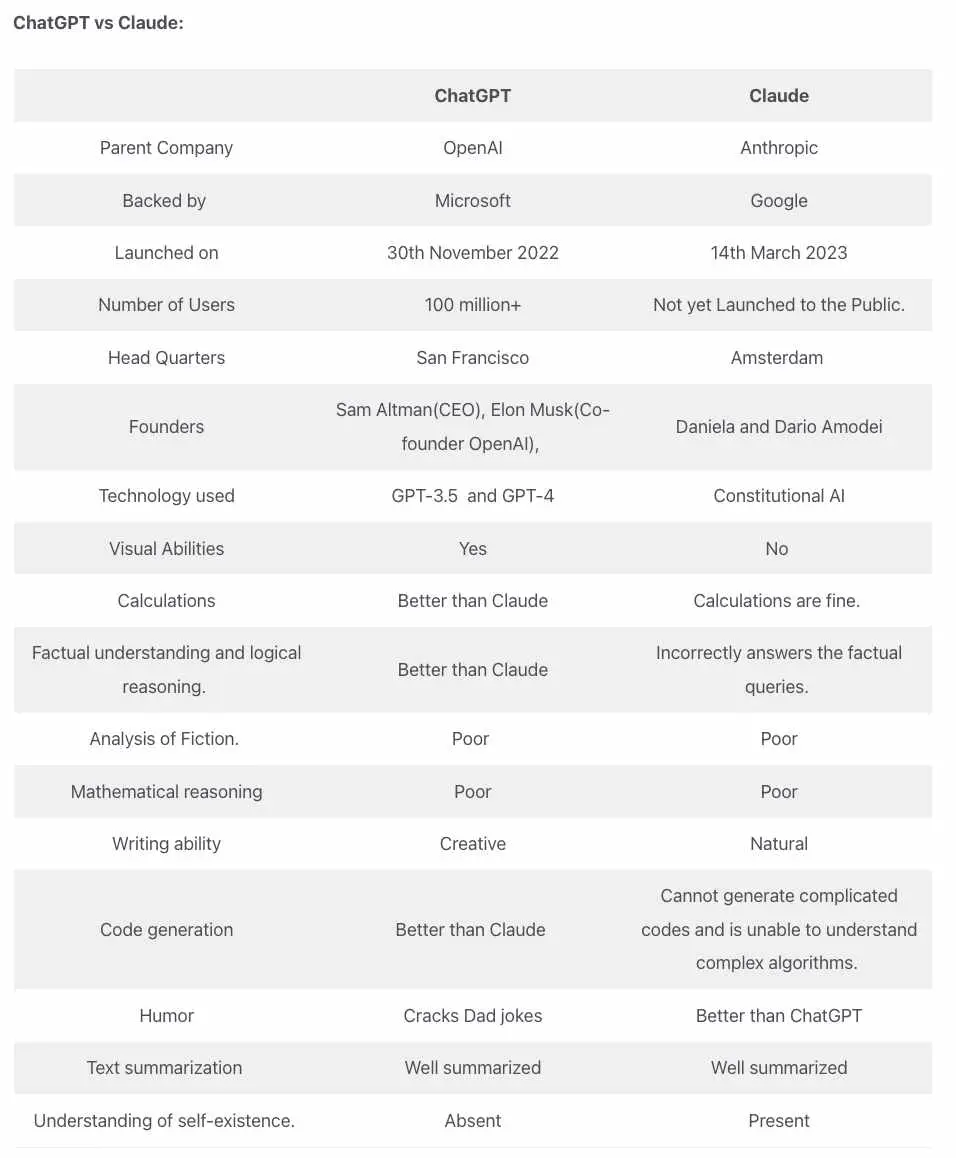 ChatGPT vs Claude:
ChatGPT Claude
Parent Company OpenAI Anthropic
Backed by Microsoft Google
Launched on 30th November 2022 14th March 2023
Number of Users 100 million+ Not yet Launched to the Public.
Head Quarters San Francisco Amsterdam
Founders Sam Altman(CEO), Elon Musk(Co-
founder OpenAI), Daniela and Dario Amodei
Technology used GPT-3.5 and GPT-4 Constitutional AI
Visual Abilities Yes No
Calculations Better than Claude Calculations are fine.
Factual understanding and logical
reasoning. Better than Claude Incorrectly answers the factual
queries.
Analysis of Fiction. Poor Poor
Mathematical reasoning Poor Poor
Writing ability Creative Natural
Code generation Better than Claude Cannot generate complicated
codes and is unable to understand
complex algorithms.
Humor Cracks Dad jokes Better than ChatGPT
Text summarization Well summarized Well summarized
Understanding of self-existence. Absent Present